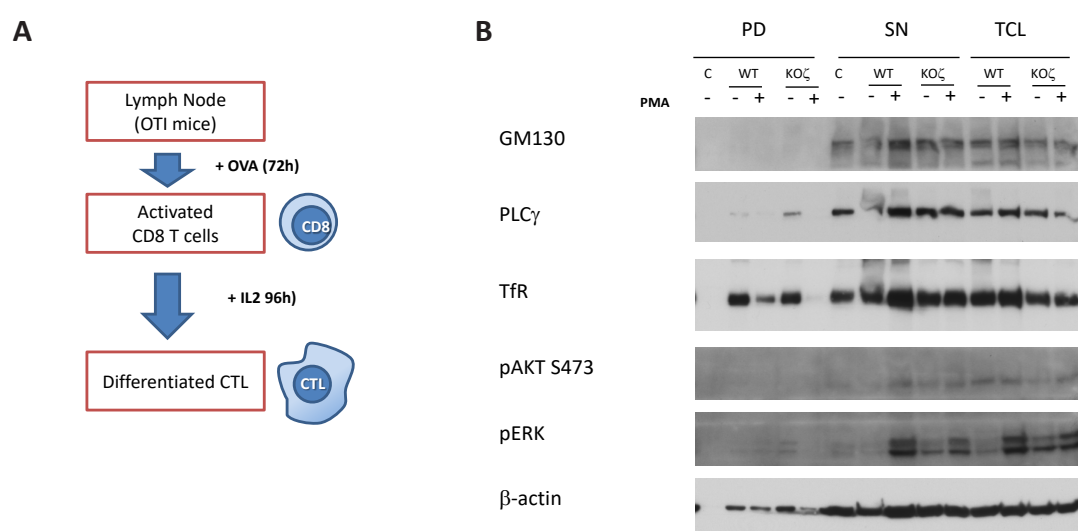 A
Lymph Node
(OTI mice)
+ OVA (72h)
Activated
CD8 T cells
CD8
+ IL2 96h)
Differentiated CTL
CTL
B
PD SN TCL
C WT KOζ C WT KOζ WT KOζ
PMA - - + - + - - + - + - + - +
GM130
PLCγ
TfR
pAKT S473
pERK
β-actin